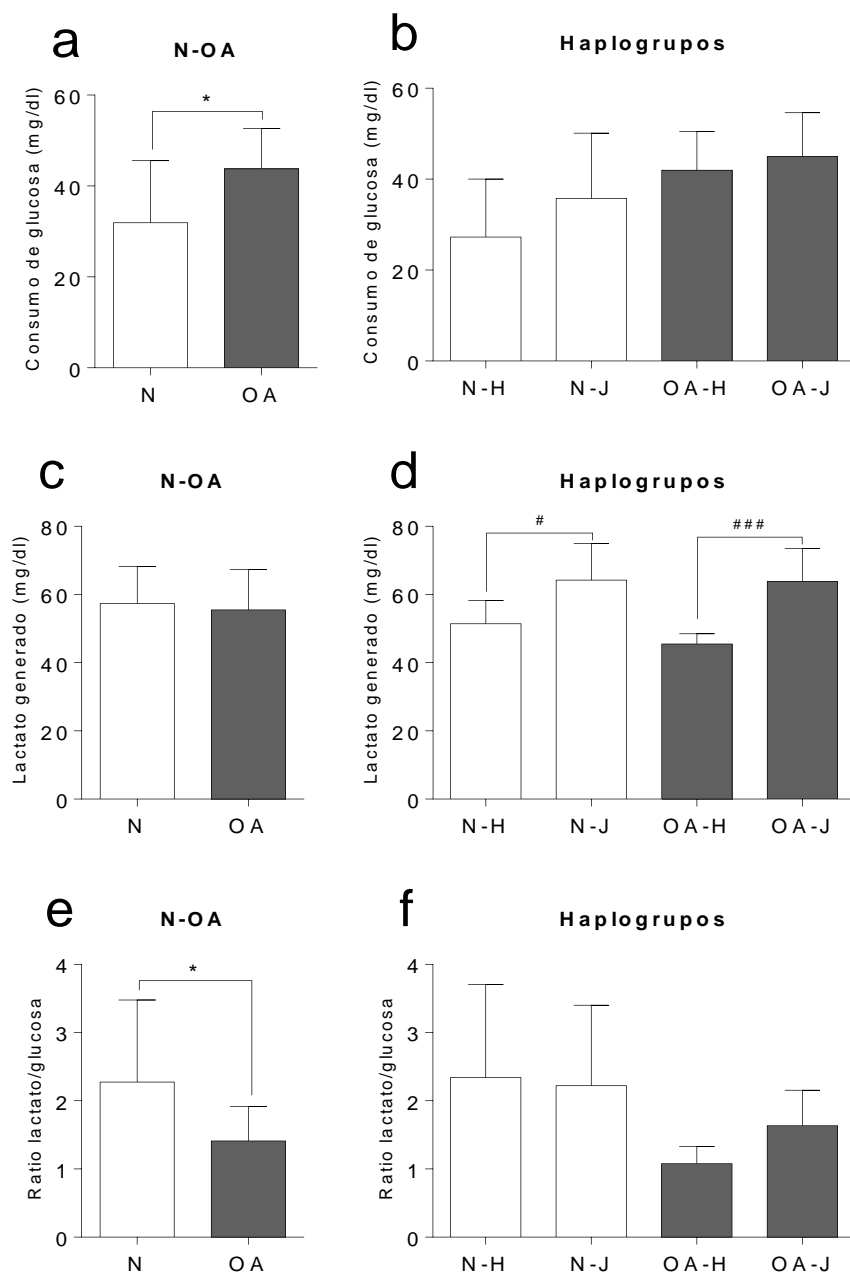 a
N-OA
Consumo de glucosa (mg/dl)
60
40
20
0
*
N
OA
b
Haplogrupos
Consumo de glucosa (mg/dl)
60
40
20
0
N-H
N-J
OA-H
OA-J
c
N-OA
Lactato generado (mg/dl)
80
60
40
20
0
N
OA
d
Haplogrupos
Lactato generado (mg/dl)
80
60
40
20
0
#
###
N-H
N-J
OA-H
OA-J
e
N-OA
Ratio lactato/glucosa
4
3
2
1
0
*
N
OA
f
Haplogrupos
Ratio lactato/glucosa
4
3
2
1
0
N-H
N-J
OA-H
OA-J